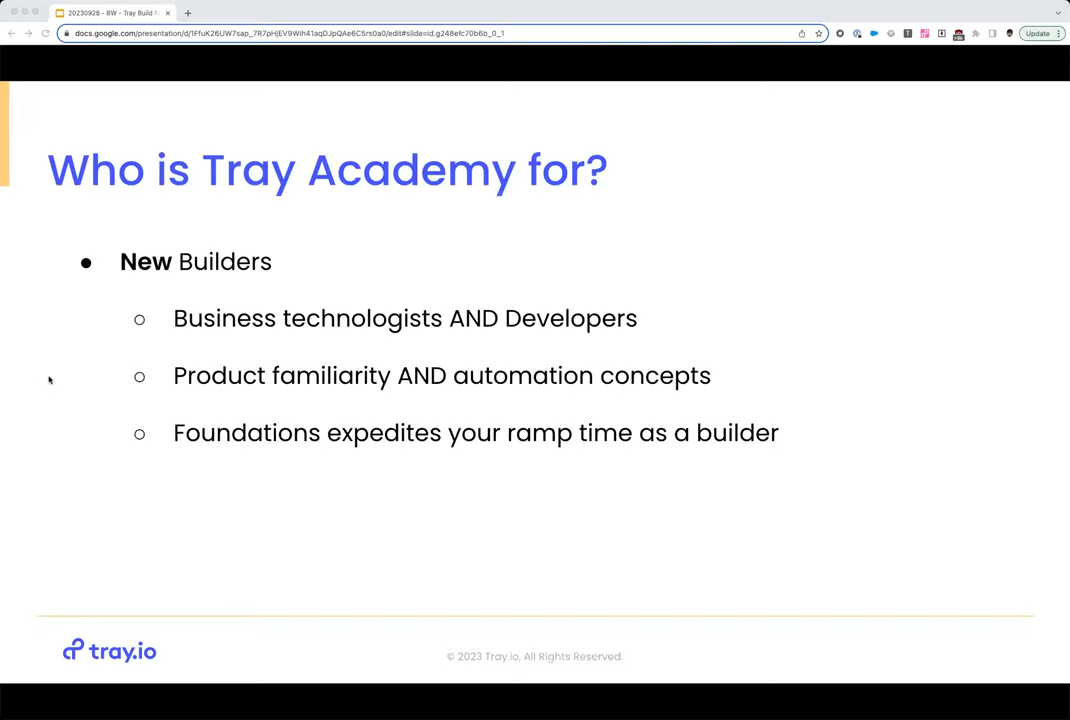 20230928 - BW - Tray Build F
docs.google.com/presentation/d/1FfuK26UW7sap_7R7pHjEV9Wih41aqDJpQAe6C5rs0a0/edit#slide=id.g248efc70b6b_0_1
Update
Who is Tray Academy for?
● New Builders
○ Business technologists AND Developers
○ Product familiarity AND automation concepts
○ Foundations expedites your ramp time as a builder
tray.io
© 2023 Tray.io, All Rights Reserved.